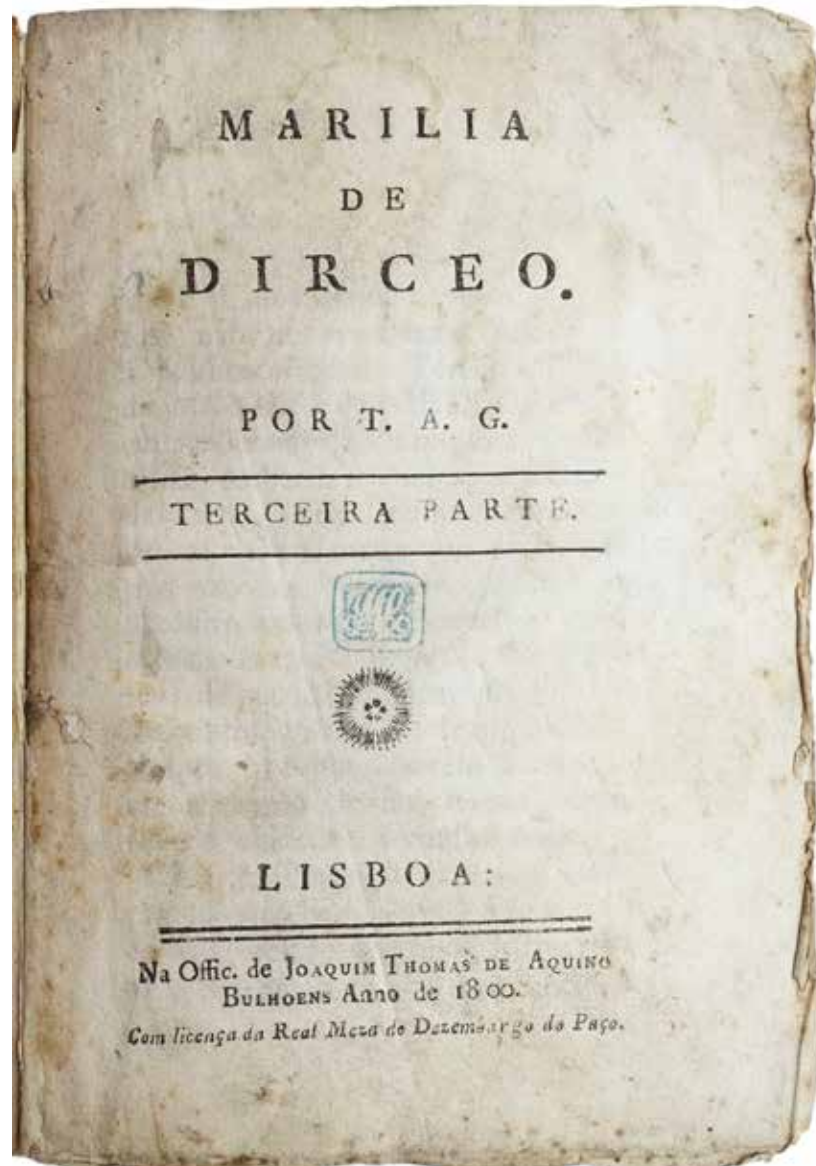 MARILIA
DE
DIRCEO.
POR T. A. G.
TERCEIRA PARTE.
LISBOA:
Na Offic. de JOAQUIM THOMAS DE AQUINO
BULHOENS Anno de 1800.
Com licença da Real Meza do Dezembargo do Paço.